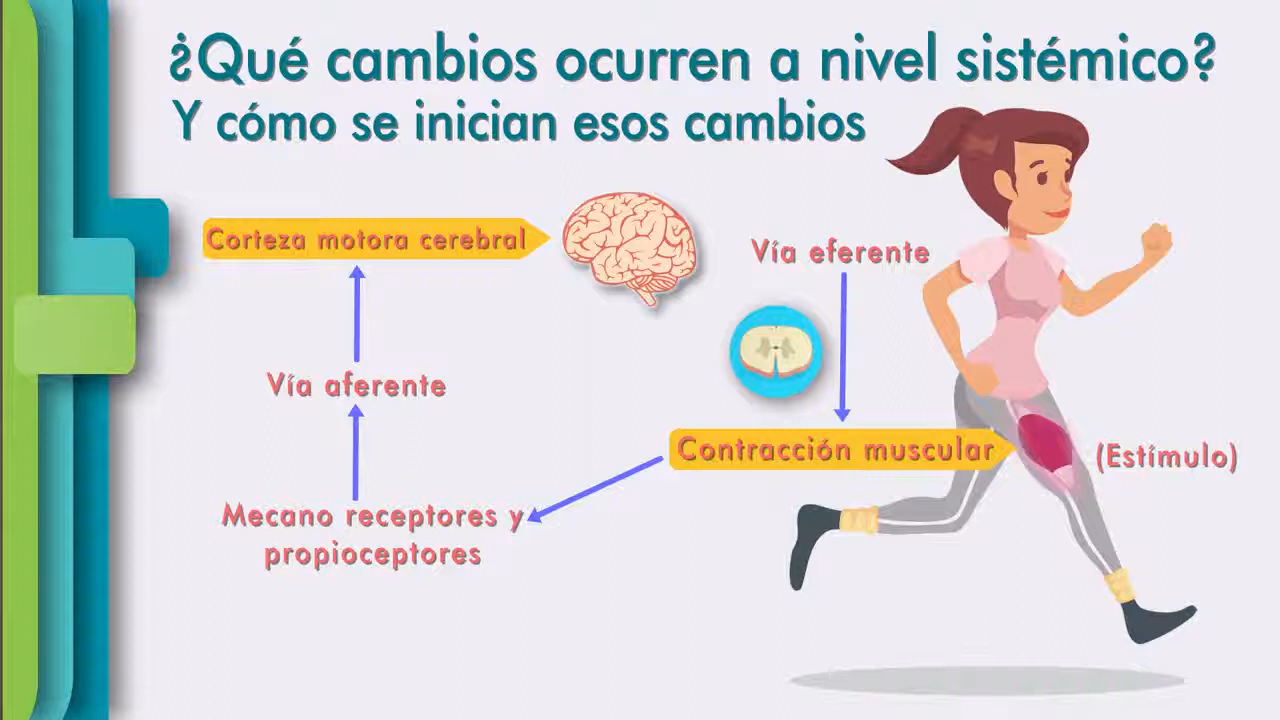 ¿Qué cambios ocurren a nivel sistémico?
Y cómo se inician esos cambios
Corteza motora cerebral
Vía eferente
Vía aferente
Contracción muscular
(Estímulo)
Mecano receptores y
propioceptores